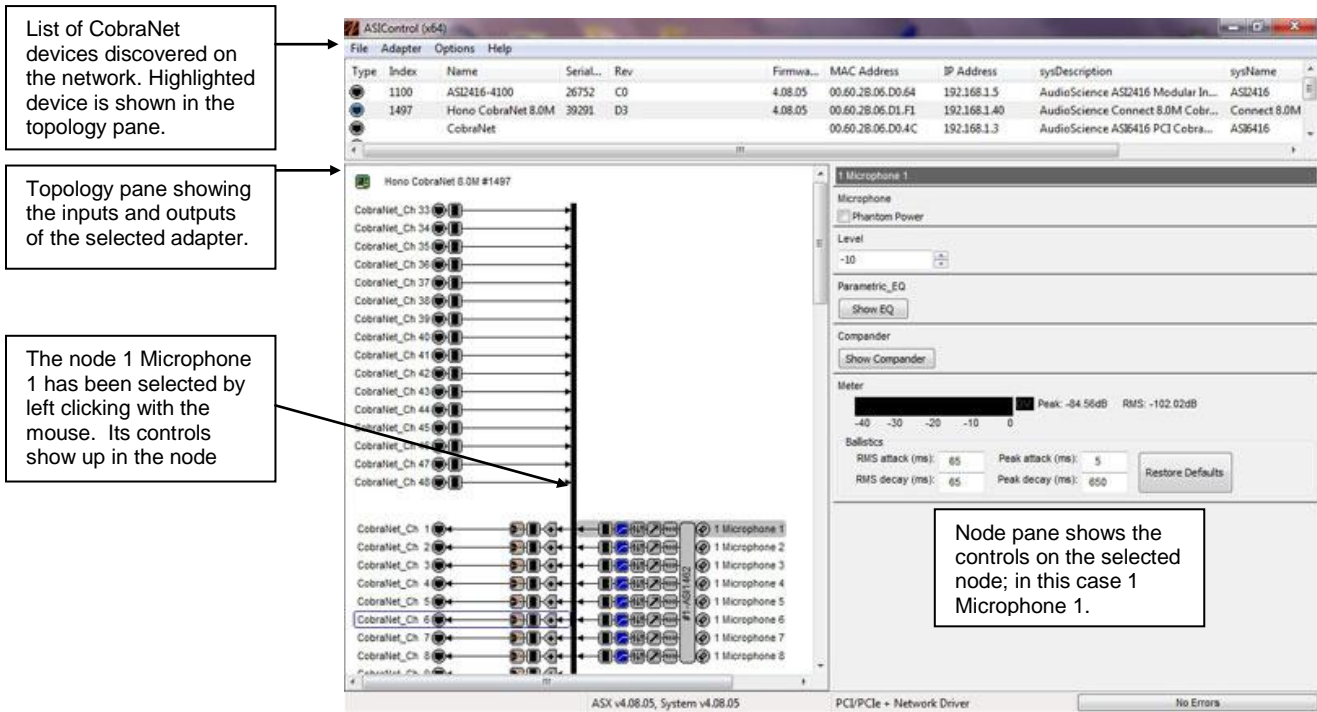 List of CobraNet
devices discovered on
the network. Highlighted
device is shown in the
topology pane.
Topology pane showing
the inputs and outputs
of the selected adapter.
The node 1 Microphone
1 has been selected by
left clicking with the
mouse. Its controls
show up in the node
ASIControl (x64)
File Adapter Options Help
Type Index Name Serial... Rev Firmwa... MAC Address IP Address sysDescription sysName
1100 ASI2416-4100 26752 C0 4.08.05 00.60.2B.06.D0.64 192.168.1.5 AudioScience ASI2416 Modular In... ASI2416
1497 Hono CobraNet 8.0M 39291 D3 4.08.05 00.60.2B.06.D1.F1 192.168.1.40 AudioScience Connect 8.0M Cobr... Connect 8.0M
CobraNet 00.60.2B.06.D0.4C 192.168.1.3 AudioScience ASI6416 PCI Cobra... ASI6416
Hono CobraNet 8.0M #1497
CobraNet_Ch 33
CobraNet_Ch 34
CobraNet_Ch 35
CobraNet_Ch 36
CobraNet_Ch 37
CobraNet_Ch 38
CobraNet_Ch 39
CobraNet_Ch 40
CobraNet_Ch 41
CobraNet_Ch 42
CobraNet_Ch 43
CobraNet_Ch 44
CobraNet_Ch 45
CobraNet_Ch 46
CobraNet_Ch 47
CobraNet_Ch 48
CobraNet_Ch 1 1 Microphone 1
CobraNet_Ch 2 1 Microphone 2
CobraNet_Ch 3 1 Microphone 3
CobraNet_Ch 4 1 Microphone 4
CobraNet_Ch 5 1 Microphone 5
CobraNet_Ch 6 1 Microphone 6
CobraNet_Ch 7 1 Microphone 7
CobraNet_Ch 8 1 Microphone 8
#1-ASI1462
1 Microphone 1
Microphone
Phantom Power
Level
-10
Parametric_EQ
Show EQ
Compander
Show Compander
Meter
Peak: -84.56dB RMS: -102.02dB
-40 -30 -20 -10 0
Ballistics
RMS attack (ms): 65 Peak attack (ms): 5
RMS decay (ms): 65 Peak decay (ms): 650
Restore Defaults
Node pane shows the
controls on the selected
node; in this case 1
Microphone 1.
ASX v4.08.05, System v4.08.05 PCI/PCIe + Network Driver No Errors